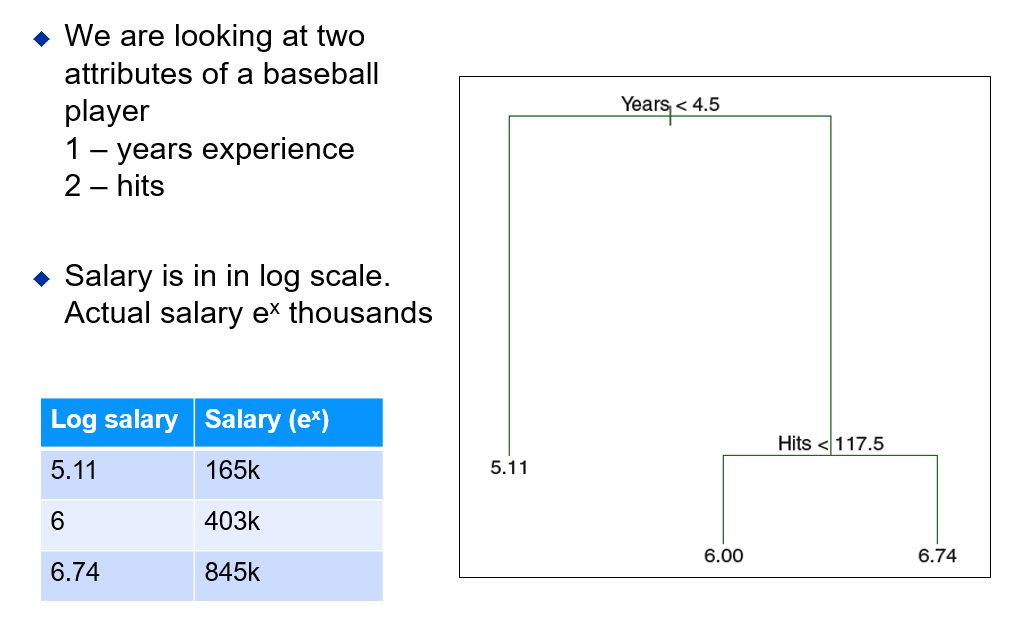 We are looking at two
attributes of a baseball
player
1 – years experience
2 – hits
Salary is in in log scale.
Actual salary eˣ thousands
Log salary Salary (eˣ)
5.11 165k
6 403k
6.74 845k
Years < 4.5
5.11
Hits < 117.5
6.00
6.74